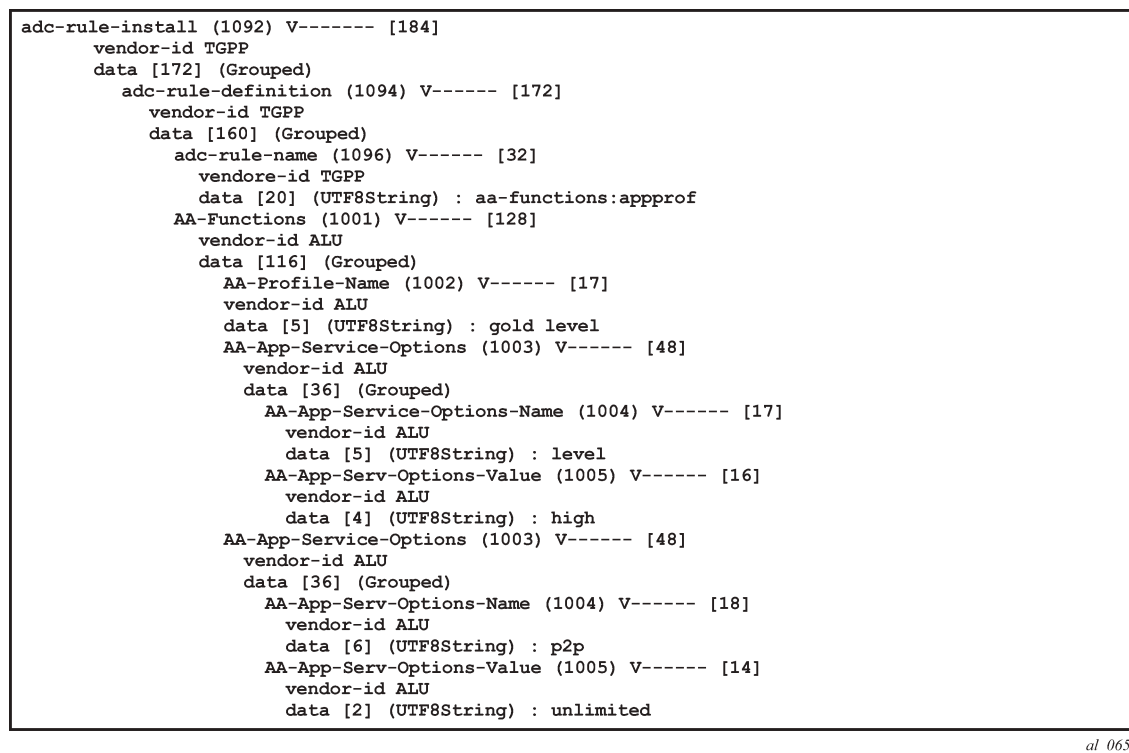 adc-rule-install (1092) V------- [184]
vendor-id TGPP
data [172] (Grouped)
adc-rule-definition (1094) V------ [172]
vendor-id TGPP
data [160] (Grouped)
adc-rule-name (1096) V------ [32]
vendore-id TGPP
data [20] (UTF8String) : aa-functions:appprof
AA-Functions (1001) V------ [128]
vendor-id ALU
data [116] (Grouped)
AA-Profile-Name (1002) V------ [17]
vendor-id ALU
data [5] (UTF8String) : gold level
AA-App-Service-Options (1003) V------ [48]
vendor-id ALU
data [36] (Grouped)
AA-App-Service-Options-Name (1004) V------ [17]
vendor-id ALU
data [5] (UTF8String) : level
AA-App-Serv-Options-Value (1005) V------ [16]
vendor-id ALU
data [4] (UTF8String) : high
AA-App-Service-Options (1003) V------ [48]
vendor-id ALU
data [36] (Grouped)
AA-App-Serv-Options-Name (1004) V------ [18]
vendor-id ALU
data [6] (UTF8String) : p2p
AA-App-Serv-Options-Value (1005) V------ [14]
vendor-id ALU
data [2] (UTF8String) : unlimited
al_065